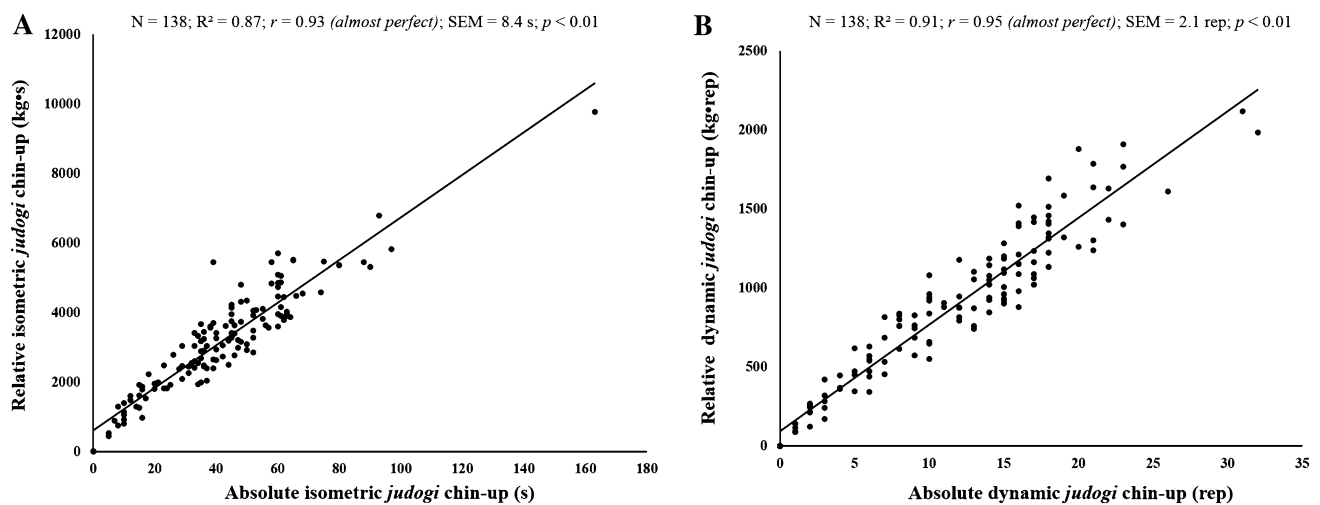 A
N = 138; R² = 0.87; r = 0.93 (almost perfect); SEM = 8.4 s; p < 0.01
Relative isometric judogi chin-up (kg•s)
12000
10000
8000
6000
4000
2000
0
0 20 40 60 80 100 120 140 160 180
Absolute isometric judogi chin-up (s)
B
N = 138; R² = 0.91; r = 0.95 (almost perfect); SEM = 2.1 rep; p < 0.01
Relative dynamic judogi chin-up (kg•rep)
2500
2000
1500
1000
500
0
0 5 10 15 20 25 30 35
Absolute dynamic judogi chin-up (rep)